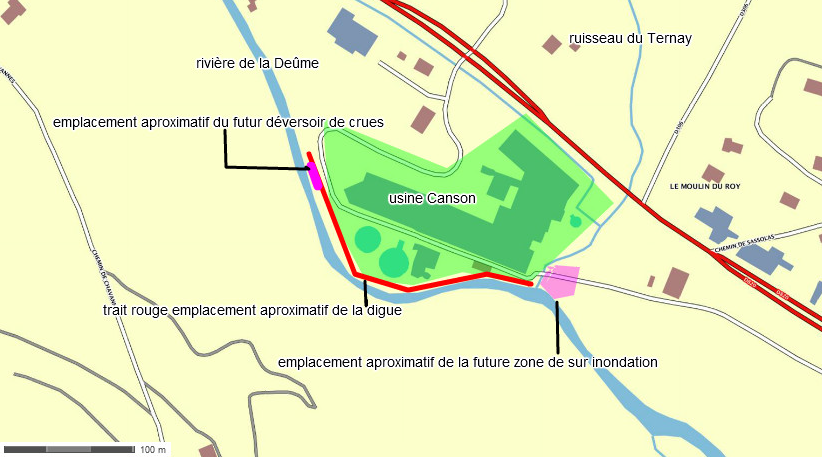 D306
ruisseau du Ternay
rivière de la Deûme
emplacement aproximatif du futur déversoir de crues
D306
LE MOULIN DU ROY
usine Canson
CHEMIN DE SASSOLAS
trait rouge emplacement aproximatif de la digue
emplacement aproximatif de la future zone de sur inondation
100 m